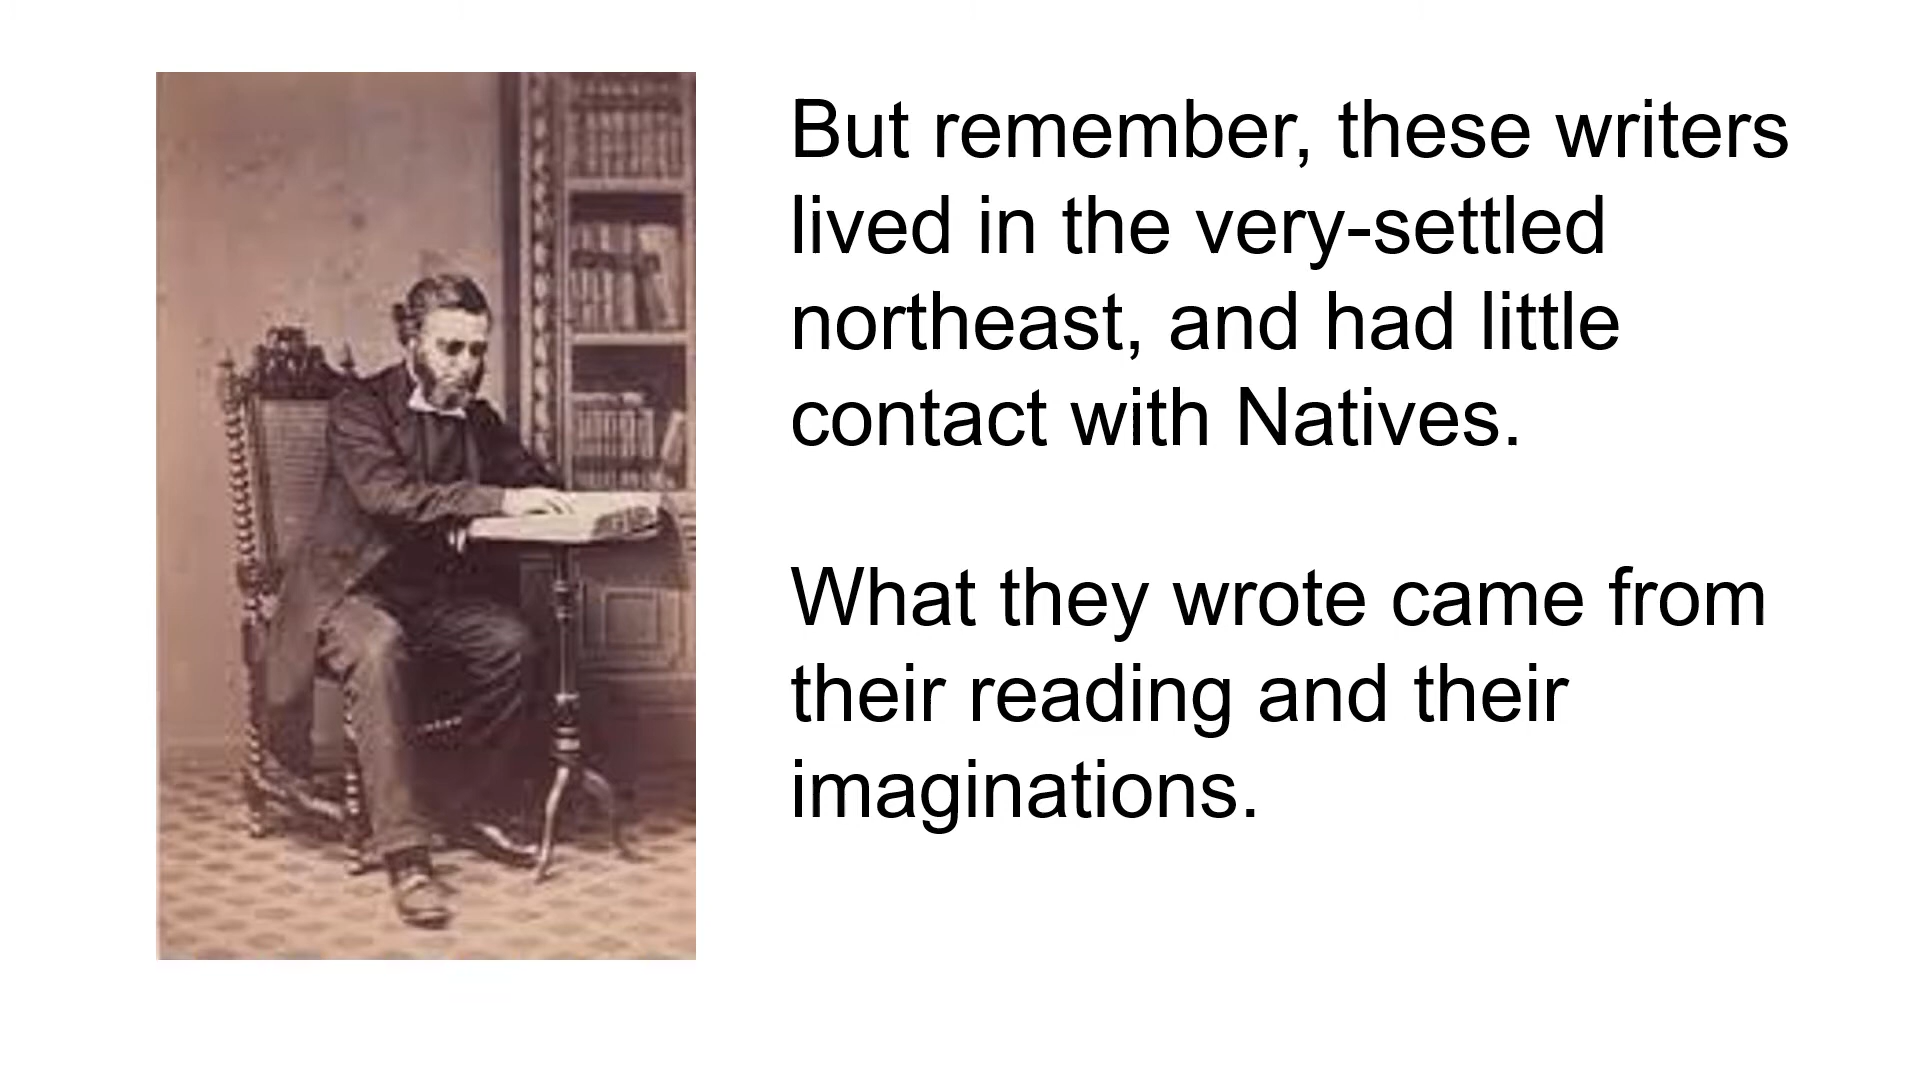 But remember, these writers
lived in the very-settled
northeast, and had little
contact with Natives.
What they wrote came from
their reading and their
imaginations.